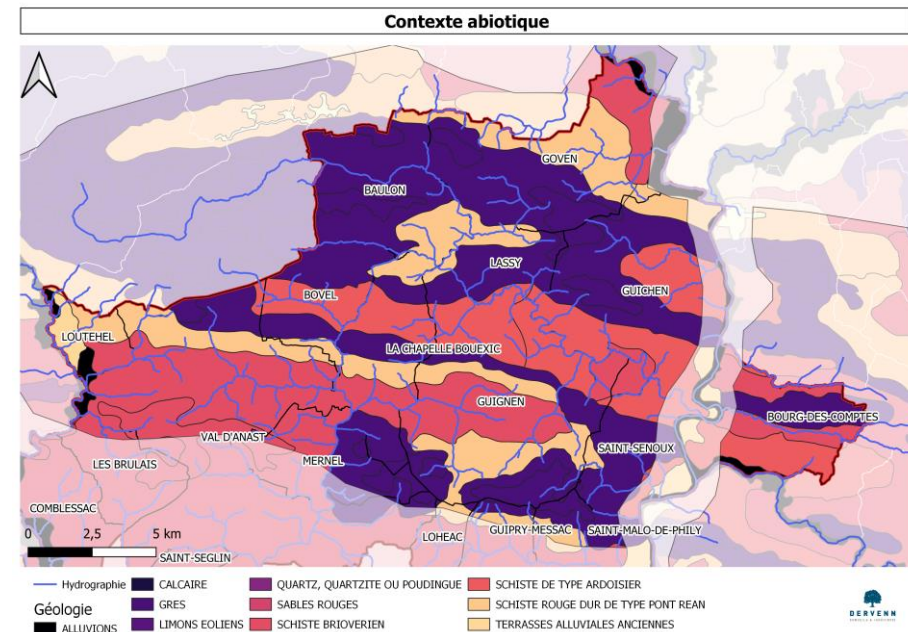 Contexte abiotique
GOVEN
BAULON
LASSY
GUICHEN
BOVEL
LOUTEHEL
LA CHAPELLE BOUEXIC
GUIGNEN
BOURG-DES-COMPTES
VAL D'ANAST
SAINT-SENOUX
MERNEL
LES BRULAIS
COMBLESSAC
LOHEAC
GUIPRY-MESSAC
SAINT-MALO-DE-PHILY
0 2,5 5 km
SAINT-SEGLIN
Hydrographie
Géologie
ALLUVIONS
CALCAIRE
GRES
LIMONS EOLIENS
QUARTZ, QUARTZITE OU POUDINGUE
SABLES ROUGES
SCHISTE BRIOVERIEN
SCHISTE DE TYPE ARDOISIER
SCHISTE ROUGE DUR DE TYPE PONT REAN
TERRASSES ALLUVIALES ANCIENNES
DERVENN